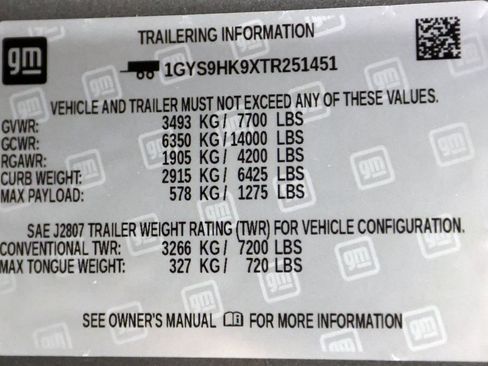 gm
TRAILERING INFORMATION
1GYS9HK9XTR251451
VEHICLE AND TRAILER MUST NOT EXCEED ANY OF THESE VALUES.
GVWR: 3493 KG/ 7700 LBS
GCWR: 6350 KG/ 14000 LBS
RGAWR: 1905 KG/ 4200 LBS
CURB WEIGHT: 2915 KG/ 6425 LBS
MAX PAYLOAD: 578 KG/ 1275 LBS
SAE J2807 TRAILER WEIGHT RATING (TWR) FOR VEHICLE CONFIGURATION.
CONVENTIONAL TWR: 3266 KG/ 7200 LBS
MAX TONGUE WEIGHT: 327 KG/ 720 LBS
SEE OWNER'S MANUAL FOR MORE INFORMATION